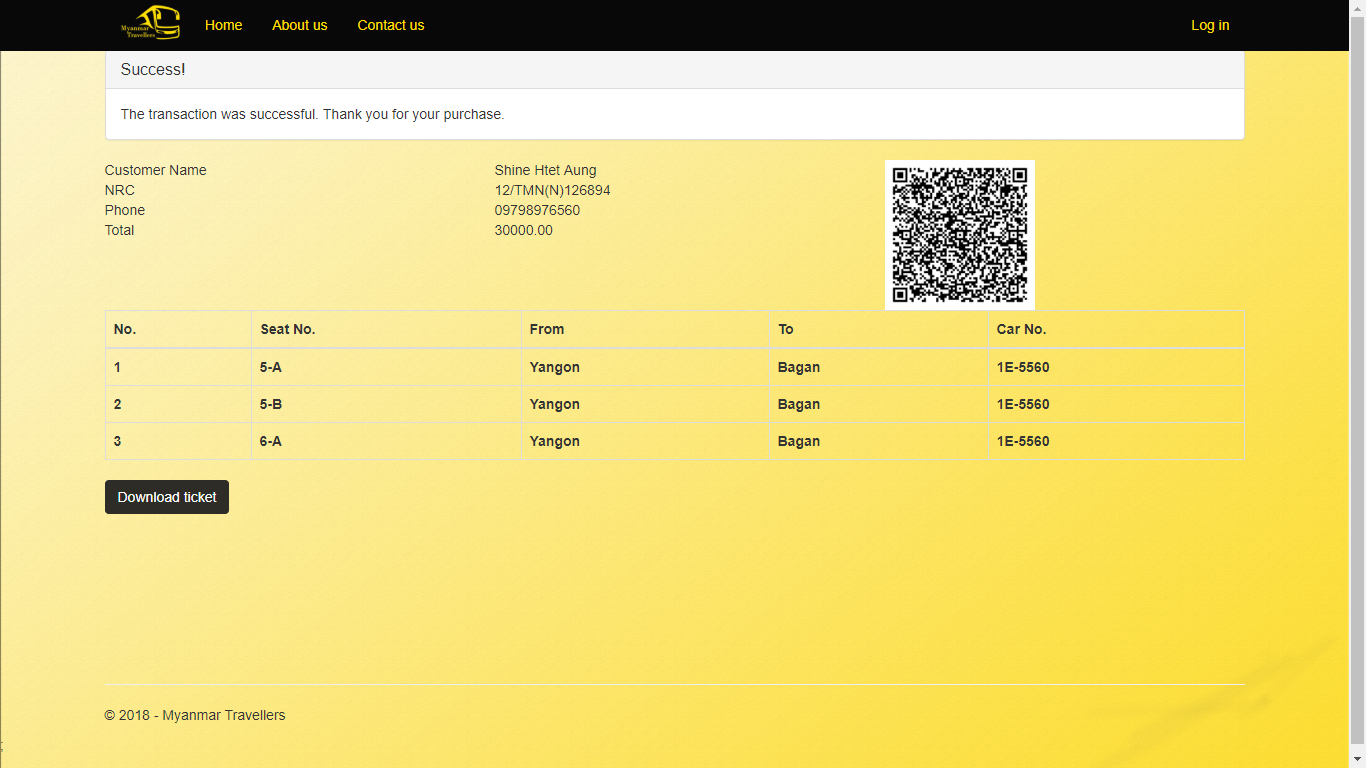 Myanmar
Travellers
Home About us Contact us Log in
Success!
The transaction was successful. Thank you for your purchase.
Customer Name Shine Htet Aung
NRC 12/TMN(N)126894
Phone 09798976560
Total 30000.00
No. Seat No. From To Car No.
1 5-A Yangon Bagan 1E-5560
2 5-B Yangon Bagan 1E-5560
3 6-A Yangon Bagan 1E-5560
Download ticket
© 2018 - Myanmar Travellers
;